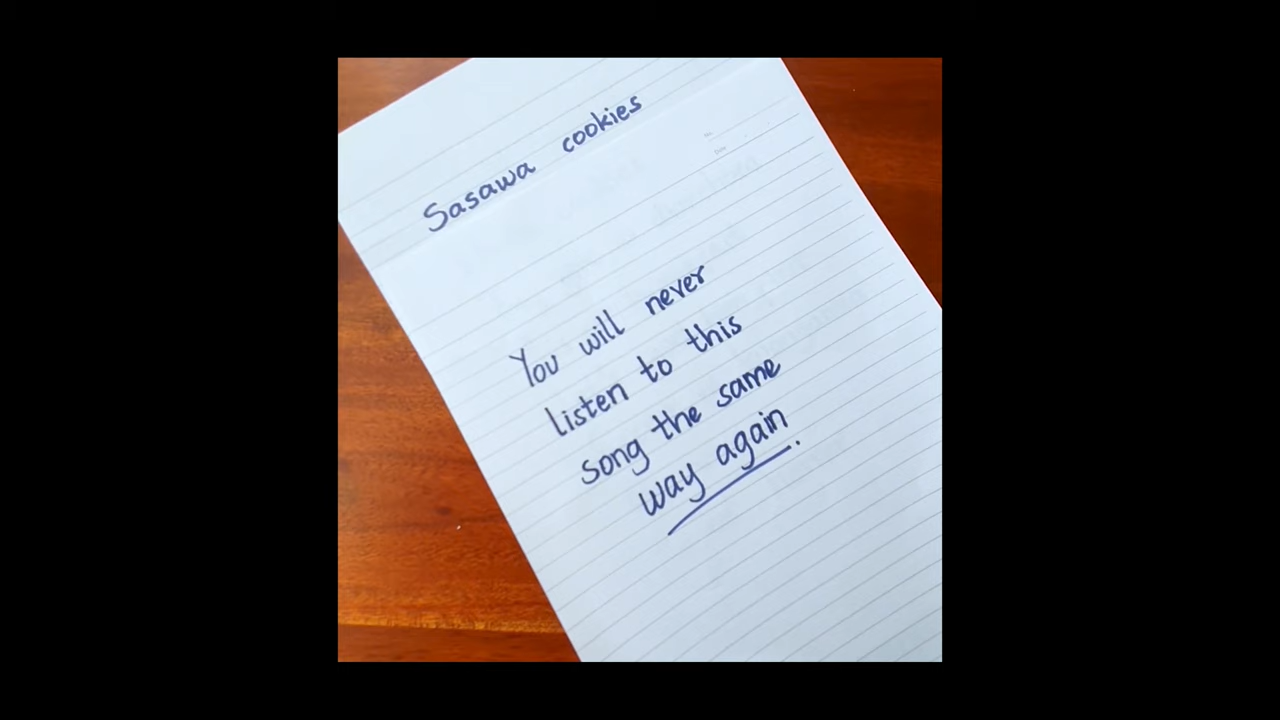 Sasawa cookies
You will never
listen to this
song the same
way again.